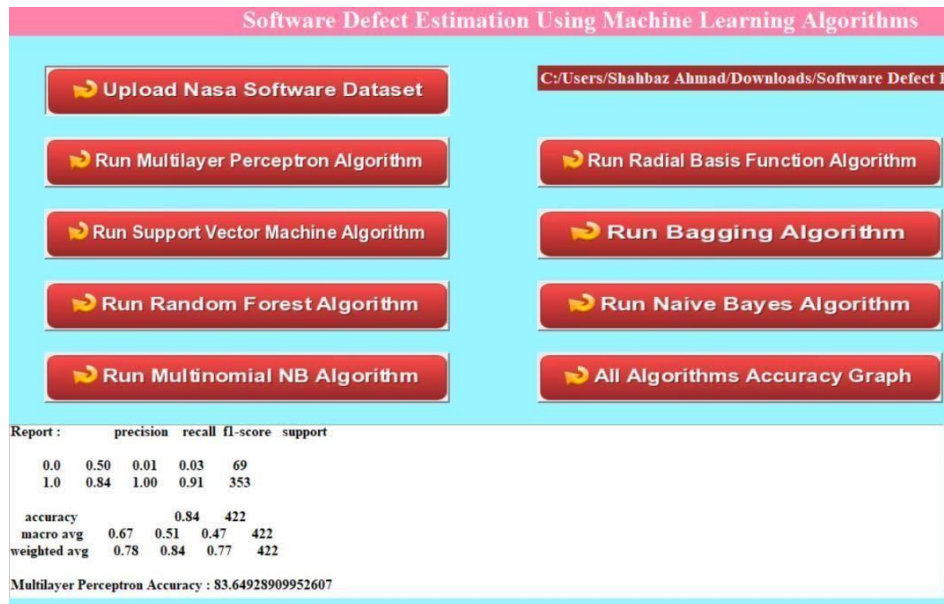 Software Defect Estimation Using Machine Learning Algorithms
Upload Nasa Software Dataset
C:/Users/Shahbaz Ahmad/Downloads/Software Defect
Run Multilayer Perceptron Algorithm
Run Radial Basis Function Algorithm
Run Support Vector Machine Algorithm
Run Bagging Algorithm
Run Random Forest Algorithm
Run Naive Bayes Algorithm
Run Multinomial NB Algorithm
All Algorithms Accuracy Graph
Report : precision recall f1-score support
0.0 0.50 0.01 0.03 69
1.0 0.84 1.00 0.91 353
accuracy 0.84 422
macro avg 0.67 0.51 0.47 422
weighted avg 0.78 0.84 0.77 422
Multilayer Perceptron Accuracy : 83.64928909952607